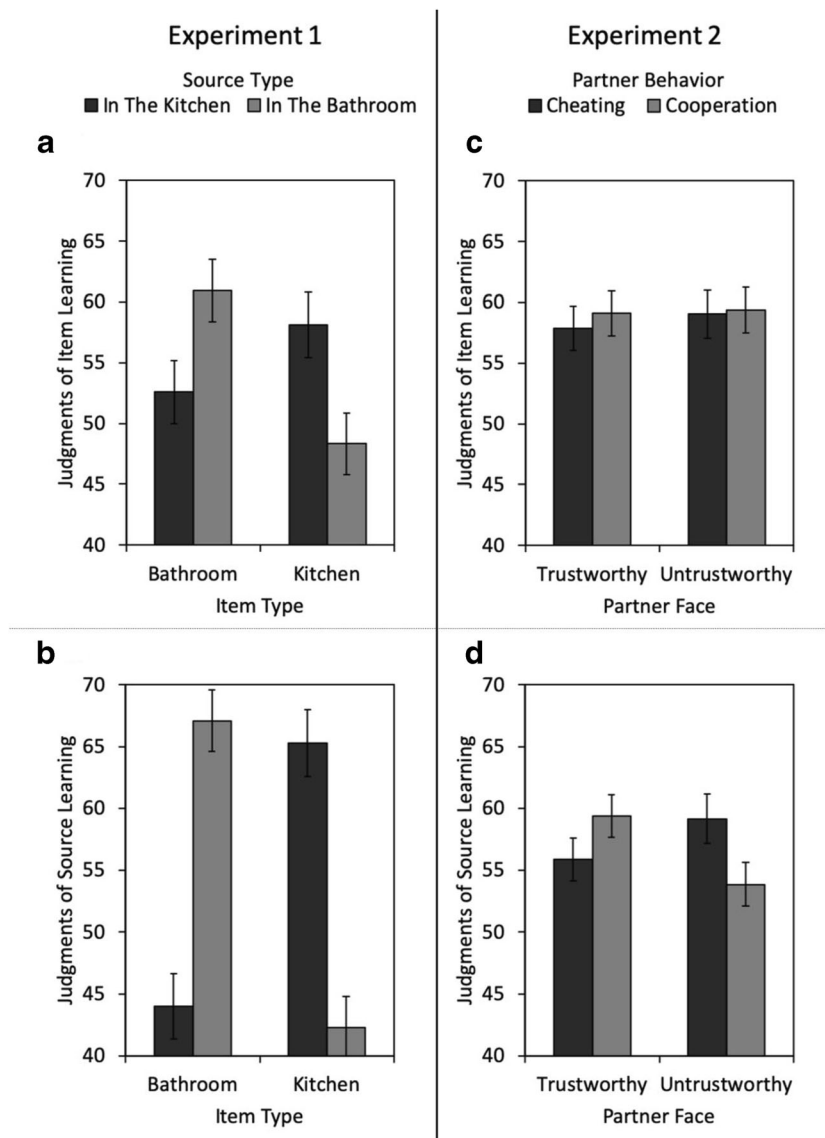 Experiment 1
Source Type
In The Kitchen In The Bathroom
a
Judgments of Item Learning
70
65
60
55
50
45
40
Bathroom Kitchen
Item Type
b
Judgments of Source Learning
70
65
60
55
50
45
40
Bathroom Kitchen
Item Type
Experiment 2
Partner Behavior
Cheating Cooperation
c
Judgments of Item Learning
70
65
60
55
50
45
40
Trustworthy Untrustworthy
Partner Face
d
Judgments of Source Learning
70
65
60
55
50
45
40
Trustworthy Untrustworthy
Partner Face